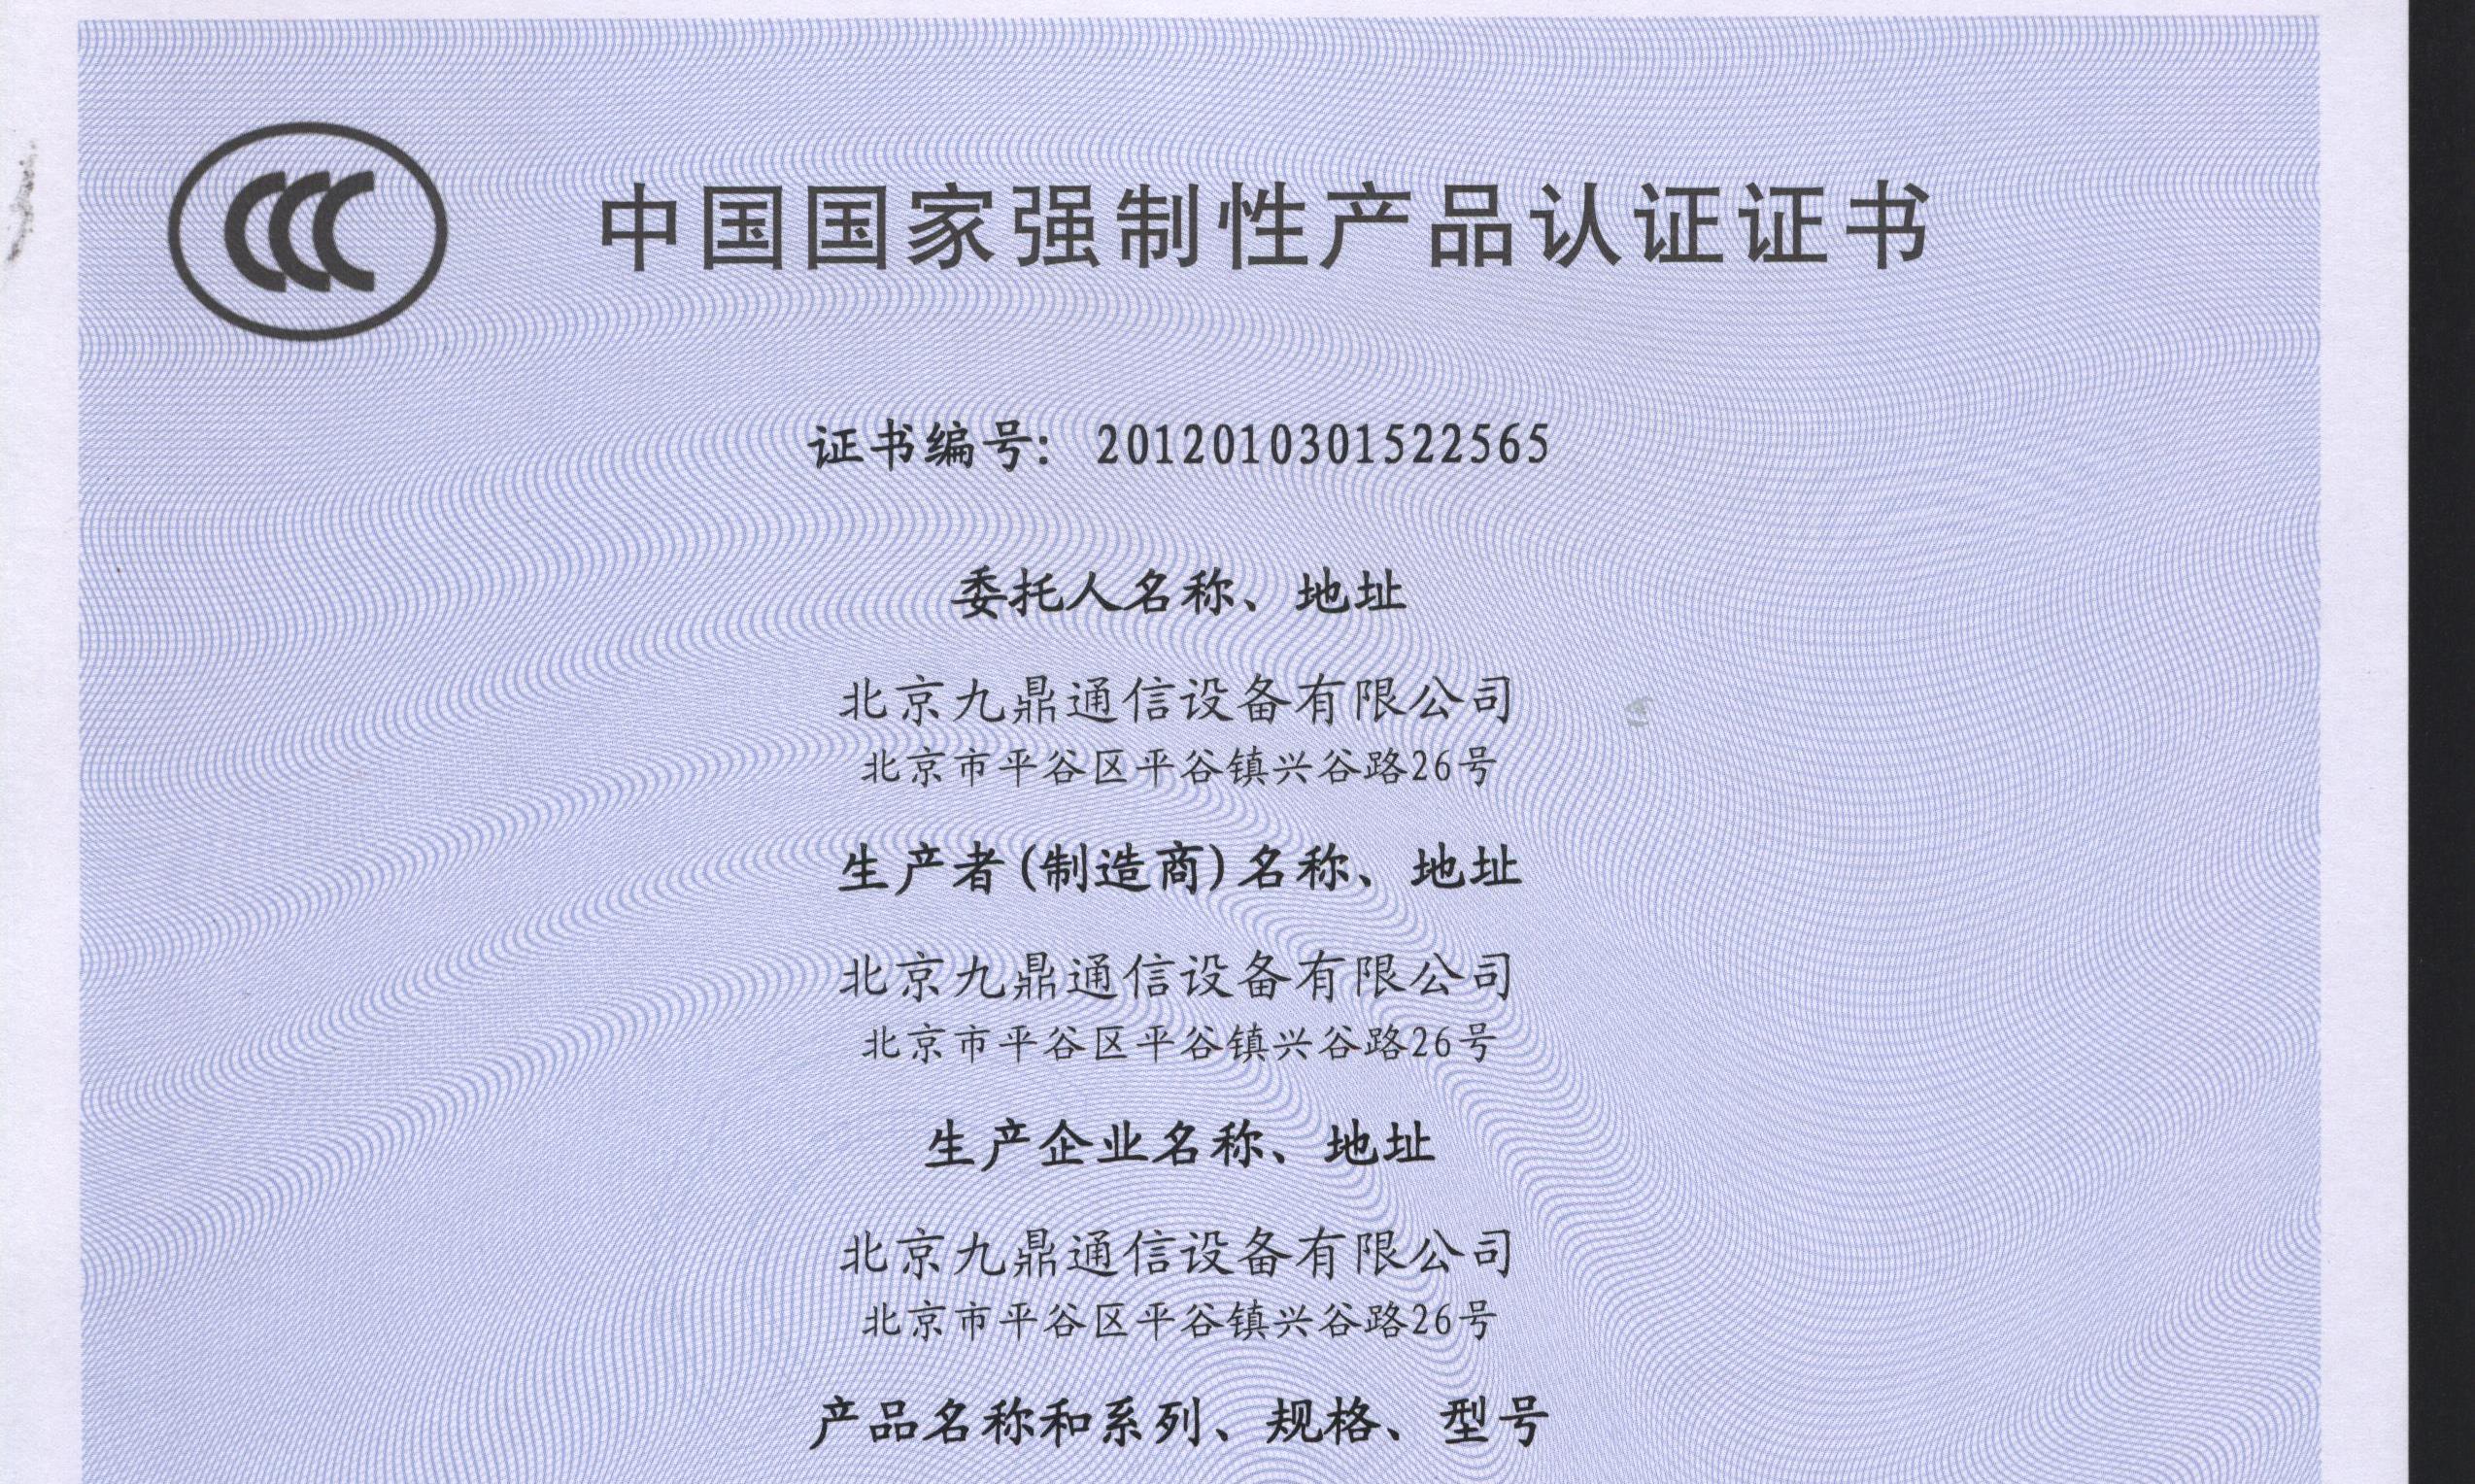 CCC
中国国家强制性产品认证证书
证书编号: 2012010301522565
委托人名称、地址
北京九鼎通信设备有限公司
北京市平谷区平谷镇兴谷路26号
生产者(制造商)名称、地址
北京九鼎通信设备有限公司
北京市平谷区平谷镇兴谷路26号
生产企业名称、地址
北京九鼎通信设备有限公司
北京市平谷区平谷镇兴谷路26号
产品名称和系列、规格、型号